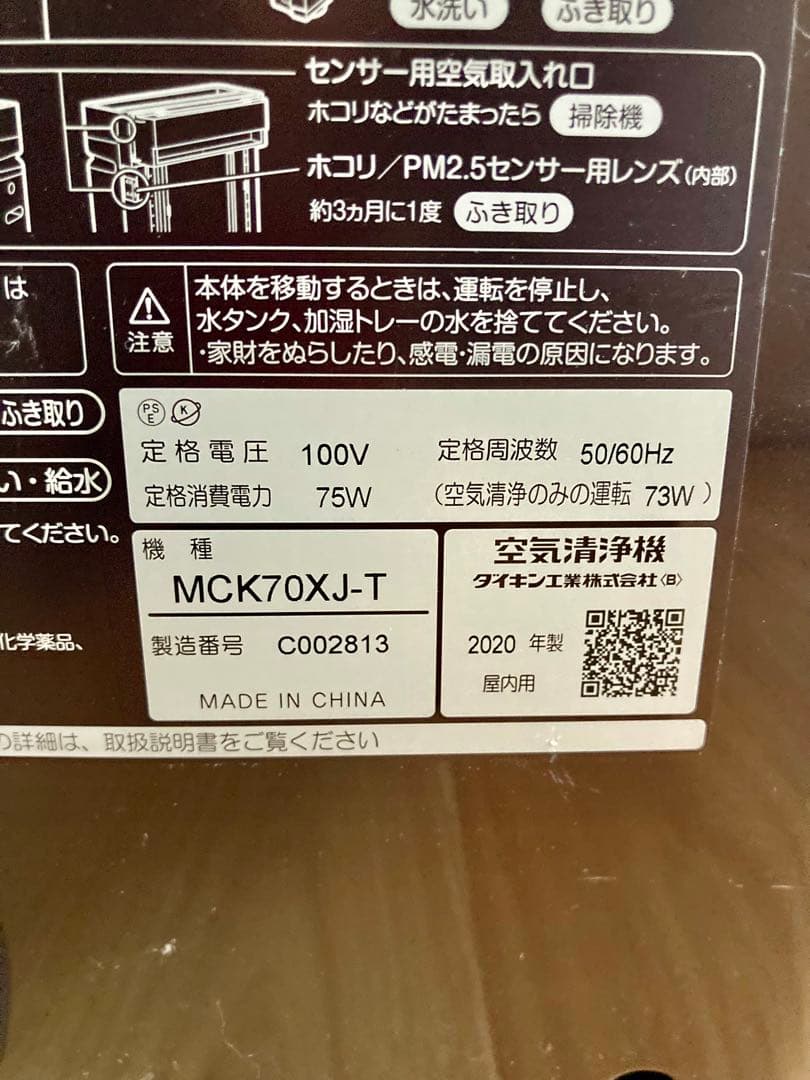 水洗い
ふき取り
センサー用空気取入れ口
ホコリなどがたまったら 掃除機
ホコリ／PM2.5センサー用レンズ(内部)
約3ヵ月に1度 ふき取り
は
注意
本体を移動するときは、運転を停止し、
水タンク、加湿トレーの水を捨ててください。
・家財をぬらしたり、感電・漏電の原因になります。
ふき取り
い・給水
てください。
化学薬品、
PS
E
K
定格電圧 100V 定格周波数 50/60Hz
定格消費電力 75W (空気清浄のみの運転 73W)
機種
MCK70XJ-T
製造番号 C002813
MADE IN CHINA
空気清浄機
ダイキン工業株式会社〈B〉
2020 年製
屋内用
の詳細は、取扱説明書をご覧ください